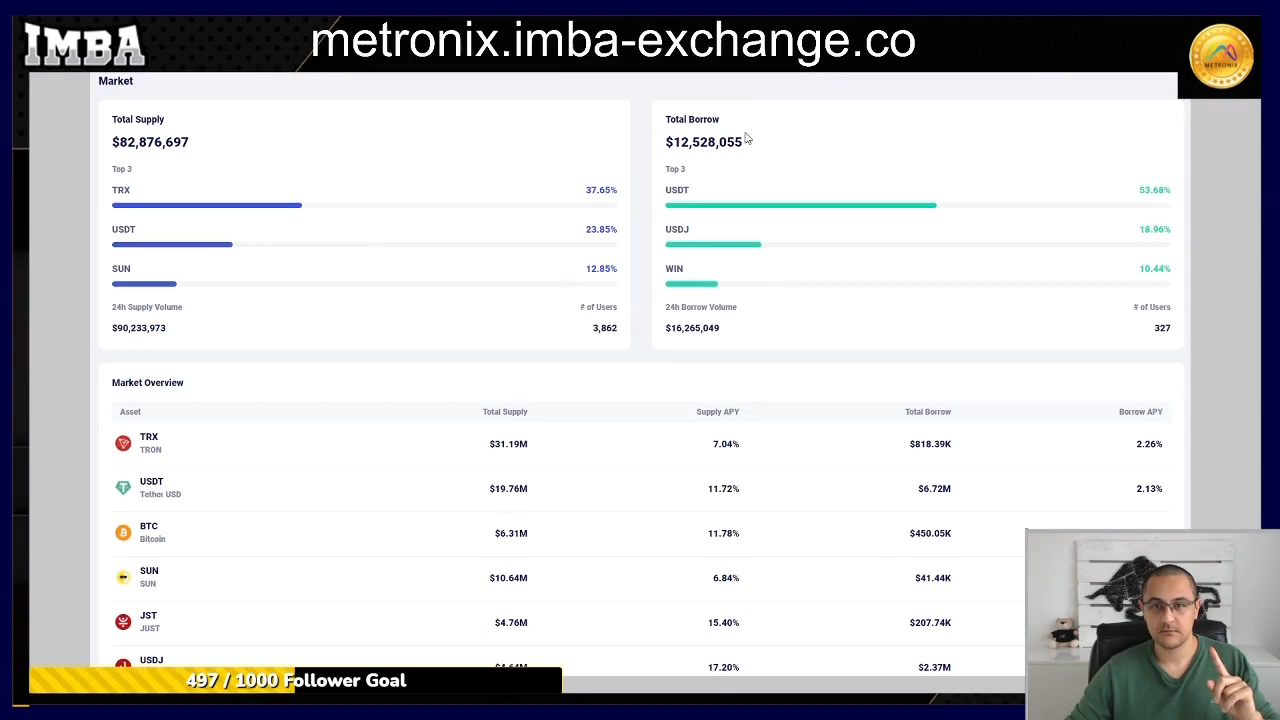 IMBA
metronix.imba-exchange.co
METRONIX
Market
Total Supply
$82,876,697
Top 3
TRX 37.65%
USDT 23.85%
SUN 12.85%
24h Supply Volume # of Users
$90,233,973 3,862
Total Borrow
$12,528,055
Top 3
USDT 53.68%
USDJ 18.96%
WIN 10.44%
24h Borrow Volume # of Users
$16,265,049 327
Market Overview
Asset Total Supply Supply APY Total Borrow Borrow APY
TRX
TRON
$31.19M 7.04% $818.39K 2.26%
USDT
Tether USD
$19.76M 11.72% $6.72M 2.13%
BTC
Bitcoin
$6.31M 11.78% $450.05K
SUN
SUN
$10.64M 6.84% $41.44K
JST
JUST
$4.76M 15.40% $207.74K
USDJ
17.20% $2.37M
497 / 1000 Follower Goal